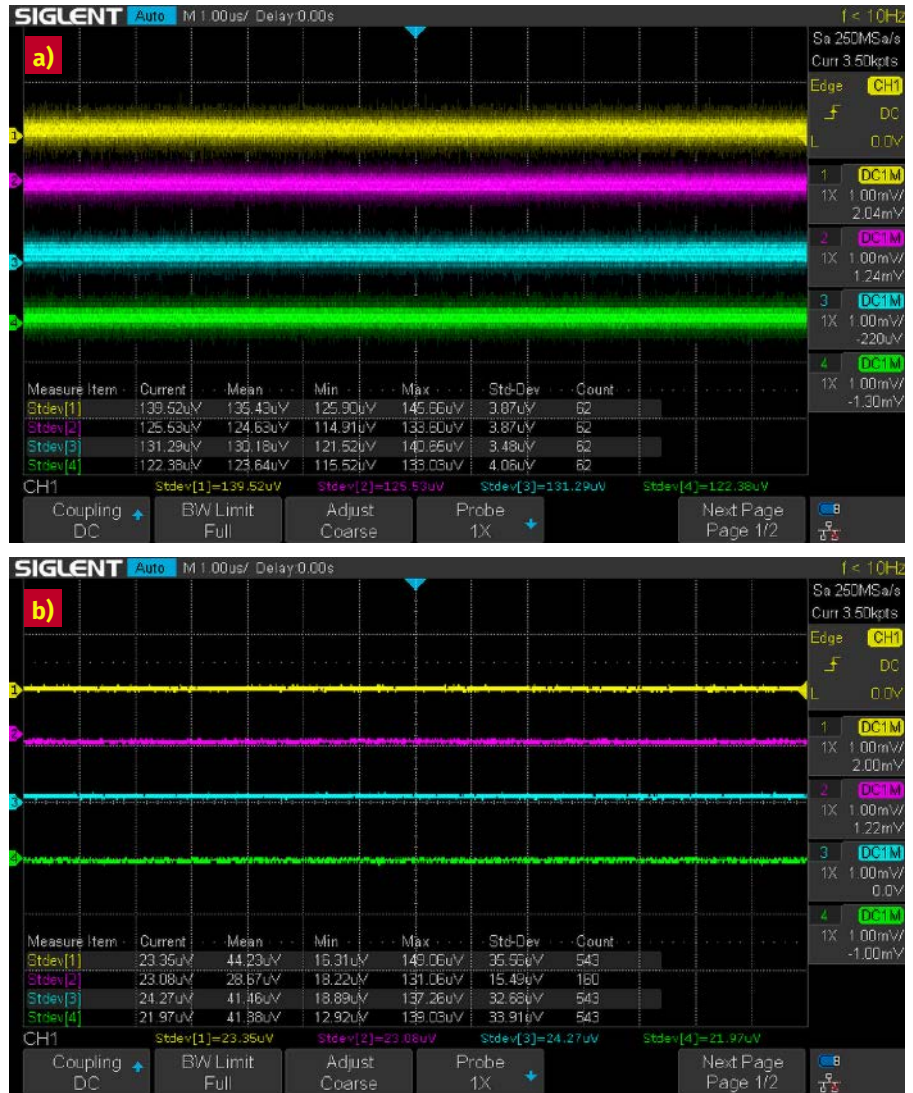 SIGLENT Auto M 1.00us/ Delay:0.00s f < 10Hz
a)
Sa 250MSa/s
Curr 3.50kpts
Edge CH1
DC
L 0.0V
1 DC1M
1X 1.00mV/
2.04mV
2 DC1M
1X 1.00mV/
1.24mV
3 DC1M
1X 1.00mV/
-220uV
4 DC1M
1X 1.00mV/
-1.30mV
1
2
3
4
Measure Item Current Mean Min Max Std-Dev Count
Stdev[1] 139.52uV 135.43uV 125.90uV 145.66uV 3.87uV 62
Stdev[2] 125.53uV 124.63uV 114.91uV 133.60uV 3.87uV 62
Stdev[3] 131.29uV 130.18uV 121.52uV 140.65uV 3.48uV 62
Stdev[4] 122.38uV 123.64uV 115.52uV 133.03uV 4.06uV 62
CH1 Stdev[1]=139.52uV Stdev[2]=125.53uV Stdev[3]=131.29uV Stdev[4]=122.38uV
Coupling BW Limit Adjust Probe Next Page
DC Full Coarse 1X Page 1/2
SIGLENT Auto M 1.00us/ Delay:0.00s f < 10Hz
b)
Sa 250MSa/s
Curr 3.50kpts
Edge CH1
DC
L 0.0V
1 DC1M
1X 1.00mV/
2.00mV
2 DC1M
1X 1.00mV/
1.22mV
3 DC1M
1X 1.00mV/
0.0V
4 DC1M
1X 1.00mV/
-1.00mV
1
2
3
4
Measure Item Current Mean Min Max Std-Dev Count
Stdev[1] 23.35uV 44.23uV 16.31uV 149.06uV 35.56uV 543
Stdev[2] 23.08uV 28.67uV 18.22uV 131.06uV 15.49uV 160
Stdev[3] 24.27uV 41.46uV 18.89uV 137.26uV 32.68uV 543
Stdev[4] 21.97uV 41.38uV 12.92uV 139.03uV 33.91uV 543
CH1 Stdev[1]=23.35uV Stdev[2]=23.08uV Stdev[3]=24.27uV Stdev[4]=21.97uV
Coupling BW Limit Adjust Probe Next Page
DC Full Coarse 1X Page 1/2